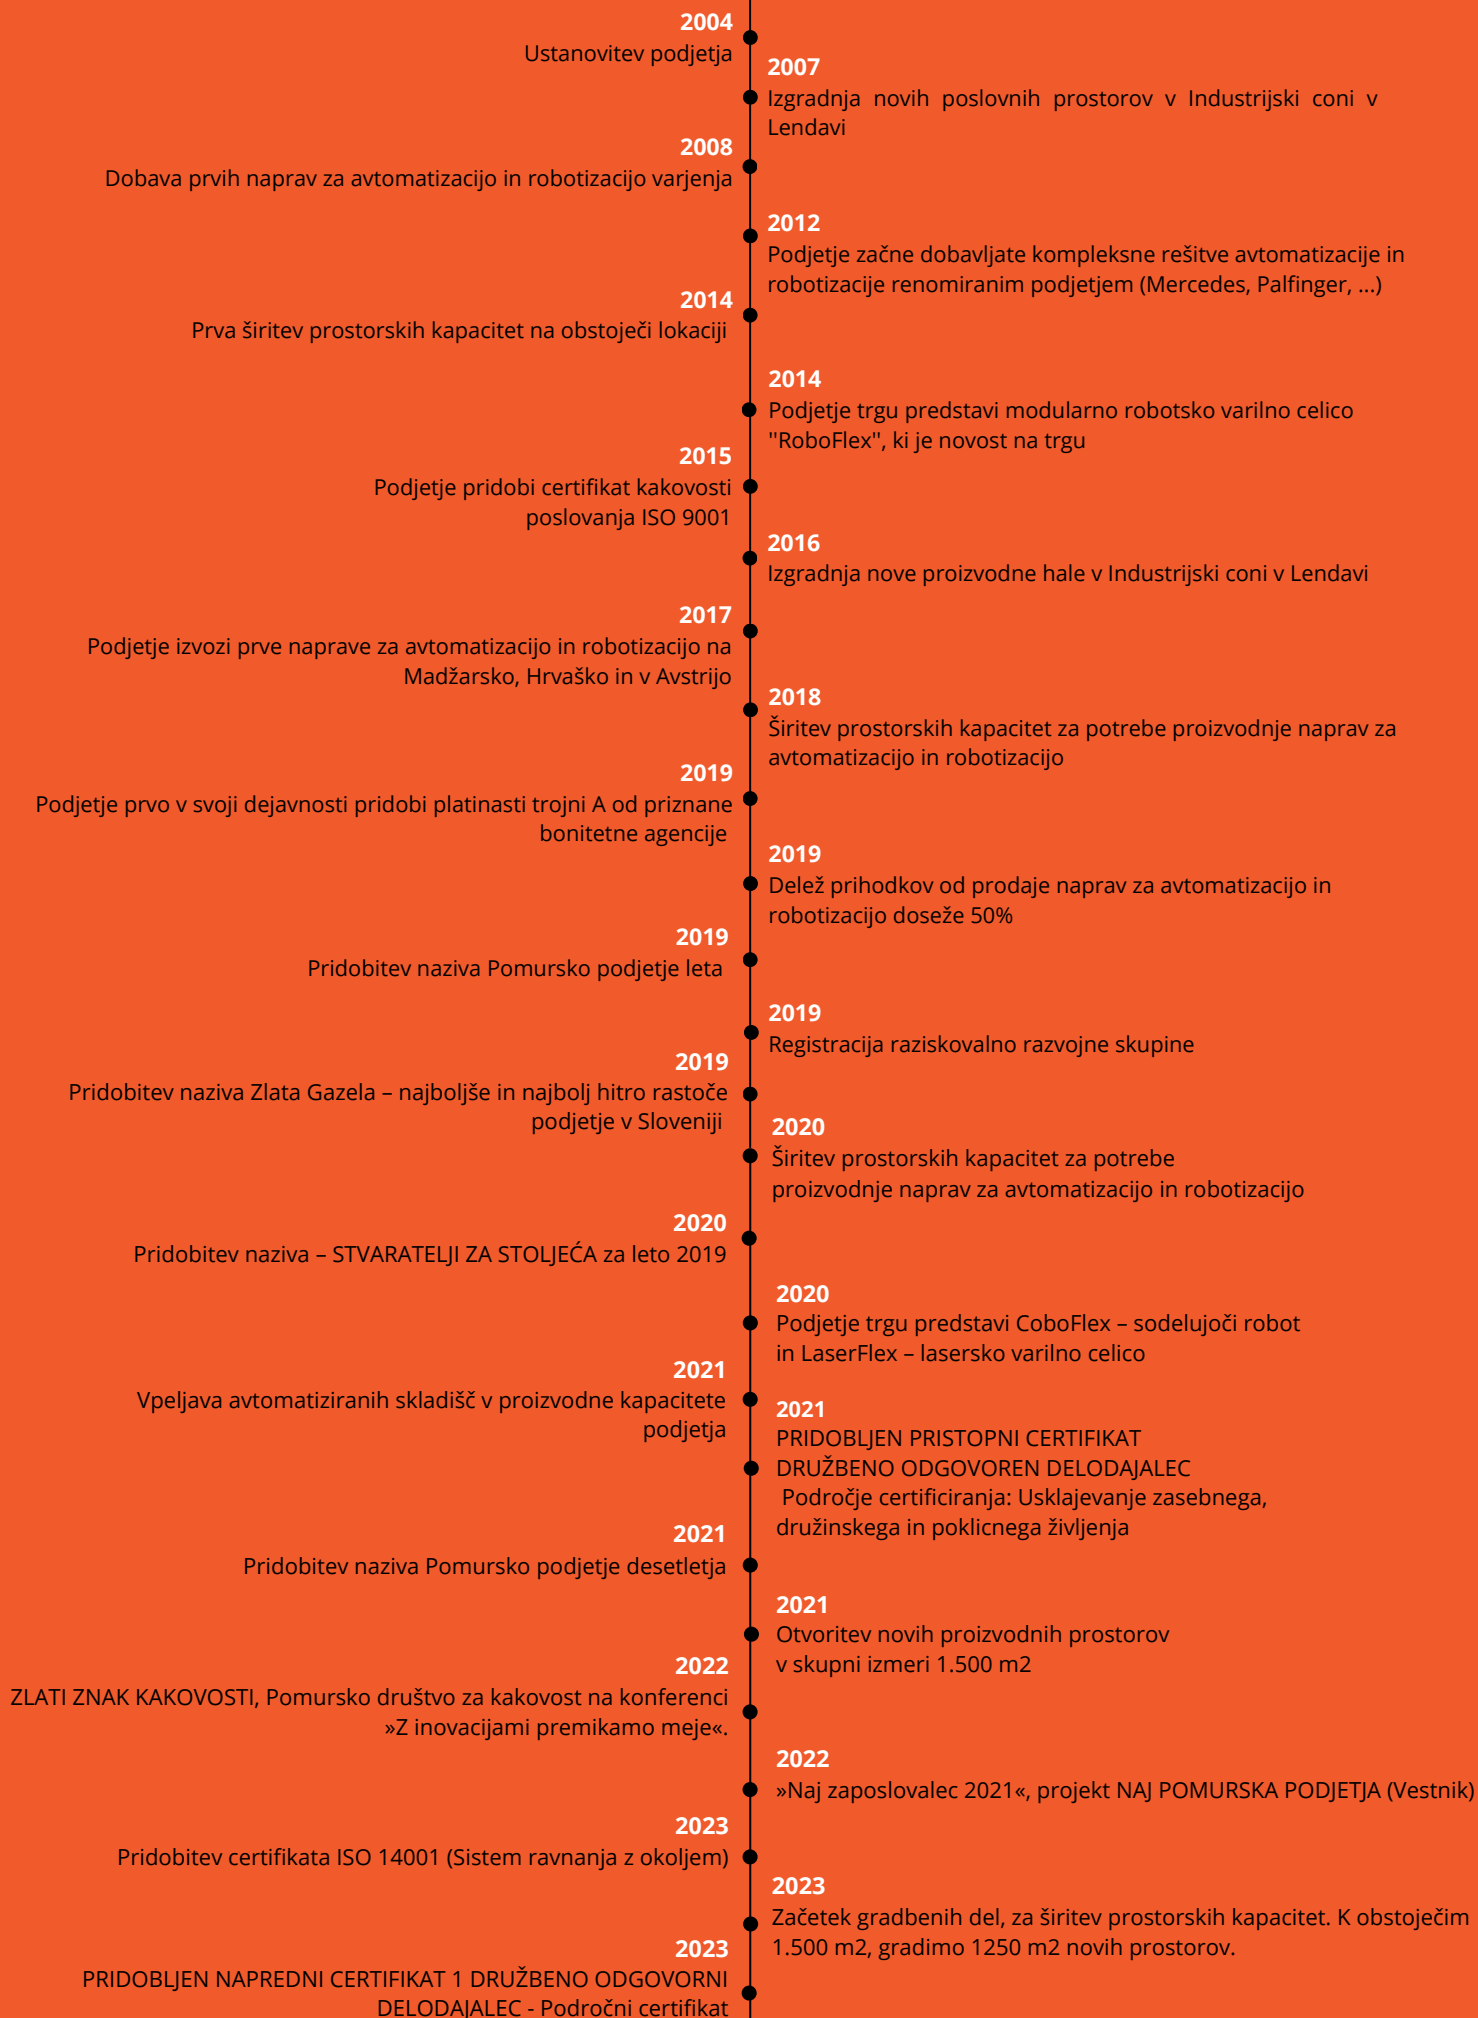 2004
Ustanovitev podjetja
2007
Izgradnja novih poslovnih prostorov v Industrijski coni v
Lendavi
2008
Dobava prvih naprav za avtomatizacijo in robotizacijo varjenja
2012
Podjetje začne dobavljate kompleksne rešitve avtomatizacije in
robotizacije renomiranim podjetjem (Mercedes, Palfinger, ...)
2014
Prva širitev prostorskih kapacitet na obstoječi lokaciji
2014
Podjetje trgu predstavi modularno robotsko varilno celico
"RoboFlex", ki je novost na trgu
2015
Podjetje pridobi certifikat kakovosti
poslovanja ISO 9001
2016
Izgradnja nove proizvodne hale v Industrijski coni v Lendavi
2017
Podjetje izvozi prve naprave za avtomatizacijo in robotizacijo na
Madžarsko, Hrvaško in v Avstrijo
2018
Širitev prostorskih kapacitet za potrebe proizvodnje naprav za
avtomatizacijo in robotizacijo
2019
Podjetje prvo v svoji dejavnosti pridobi platinasti trojni A od priznane
bonitetne agencije
2019
Delež prihodkov od prodaje naprav za avtomatizacijo in
robotizacijo doseže 50%
2019
Pridobitev naziva Pomursko podjetje leta
2019
Registracija raziskovalno razvojne skupine
2019
Pridobitev naziva Zlata Gazela – najboljše in najbolj hitro rastoče
podjetje v Sloveniji
2020
Širitev prostorskih kapacitet za potrebe
proizvodnje naprav za avtomatizacijo in robotizacijo
2020
Pridobitev naziva – STVARATELJI ZA STOLJEĆA za leto 2019
2020
Podjetje trgu predstavi CoboFlex – sodelujoči robot
in LaserFlex – lasersko varilno celico
2021
Vpeljava avtomatiziranih skladišč v proizvodne kapacitete
podjetja
2021
PRIDOBLJEN PRISTOPNI CERTIFIKAT
DRUŽBENO ODGOVOREN DELODAJALEC
Področje certificiranja: Usklajevanje zasebnega,
družinskega in poklicnega življenja
2021
Pridobitev naziva Pomursko podjetje desetletja
2021
Otvoritev novih proizvodnih prostorov
v skupni izmeri 1.500 m2
2022
ZLATI ZNAK KAKOVOSTI, Pomursko društvo za kakovost na konferenci
»Z inovacijami premikamo meje«.
2022
»Naj zaposlovalec 2021«, projekt NAJ POMURSKA PODJETJA (Vestnik)
2023
Pridobitev certifikata ISO 14001 (Sistem ravnanja z okoljem)
2023
Začetek gradbenih del, za širitev prostorskih kapacitet. K obstoječim
1.500 m2, gradimo 1250 m2 novih prostorov.
2023
PRIDOBLJEN NAPREDNI CERTIFIKAT 1 DRUŽBENO ODGOVORNI
DELODAJALEC - Področni certifikat